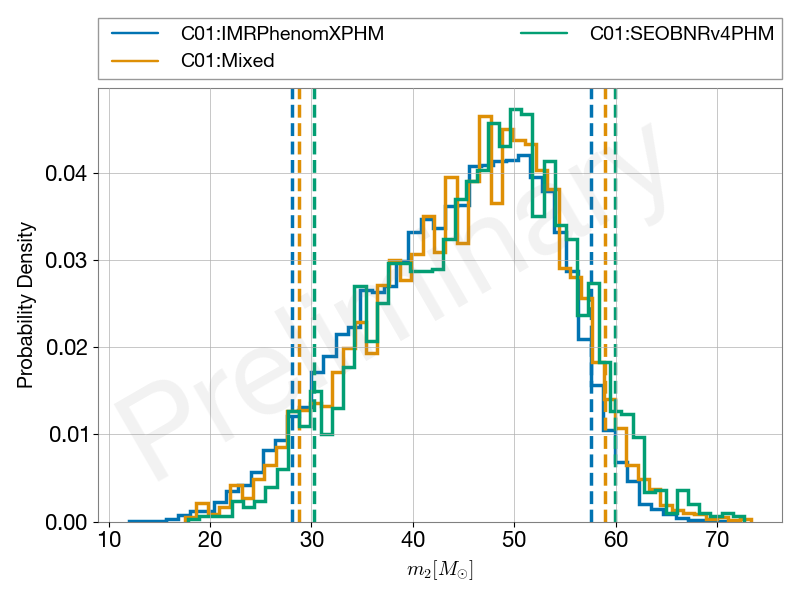 C01:IMRPhenomXPHM
C01:Mixed
C01:SEOBNRv4PHM
Preliminary
Probability Density
0.04
0.03
0.02
0.01
0.00
10 20 30 40 50 60 70
m₂[M☉]